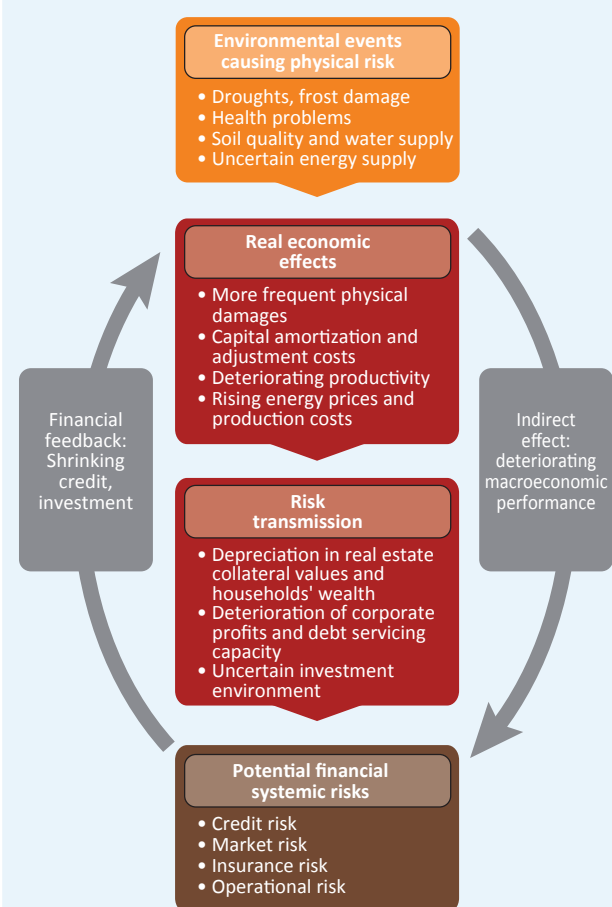 Environmental events
causing physical risk
• Droughts, frost damage
• Health problems
• Soil quality and water supply
• Uncertain energy supply
Real economic
effects
• More frequent physical
damages
• Capital amortization and
adjustment costs
• Deteriorating productivity
• Rising energy prices and
production costs
Financial
feedback:
Shrinking
credit,
investment
Indirect
effect:
deteriorating
macroeconomic
performance
Risk
transmission
• Depreciation in real estate
collateral values and
households' wealth
• Deterioration of corporate
profits and debt servicing
capacity
• Uncertain investment
environment
Potential financial
systemic risks
• Credit risk
• Market risk
• Insurance risk
• Operational risk